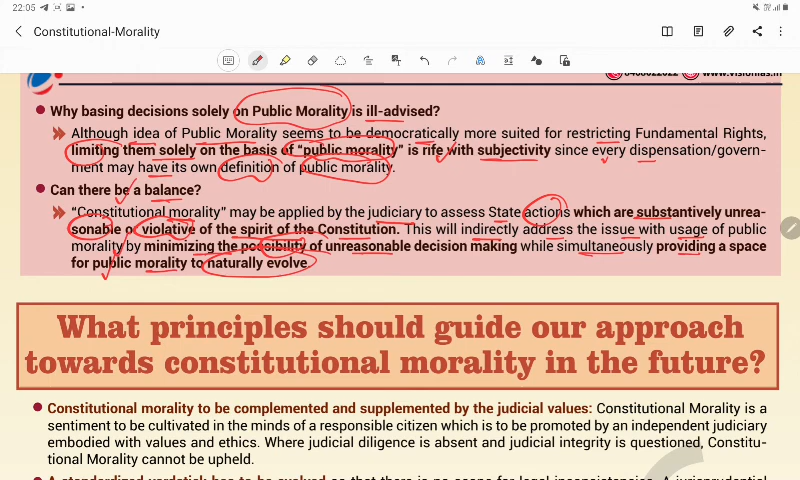 22:05
Constitutional-Morality
● Why basing decisions solely on Public Morality is ill-advised?
Although idea of Public Morality seems to be democratically more suited for restricting Fundamental Rights,
limiting them solely on the basis of “public morality” is rife with subjectivity since every dispensation/govern-
ment may have its own definition of public morality.
● Can there be a balance?
“Constitutional morality” may be applied by the judiciary to assess State actions which are substantively unrea-
sonable or violative of the spirit of the Constitution. This will indirectly address the issue with usage of public
morality by minimizing the possibility of unreasonable decision making while simultaneously providing a space
for public morality to naturally evolve
What principles should guide our approach
towards constitutional morality in the future?
● Constitutional morality to be complemented and supplemented by the judicial values: Constitutional Morality is a
sentiment to be cultivated in the minds of a responsible citizen which is to be promoted by an independent judiciary
embodied with values and ethics. Where judicial diligence is absent and judicial integrity is questioned, Constitu-
tional Morality cannot be upheld.